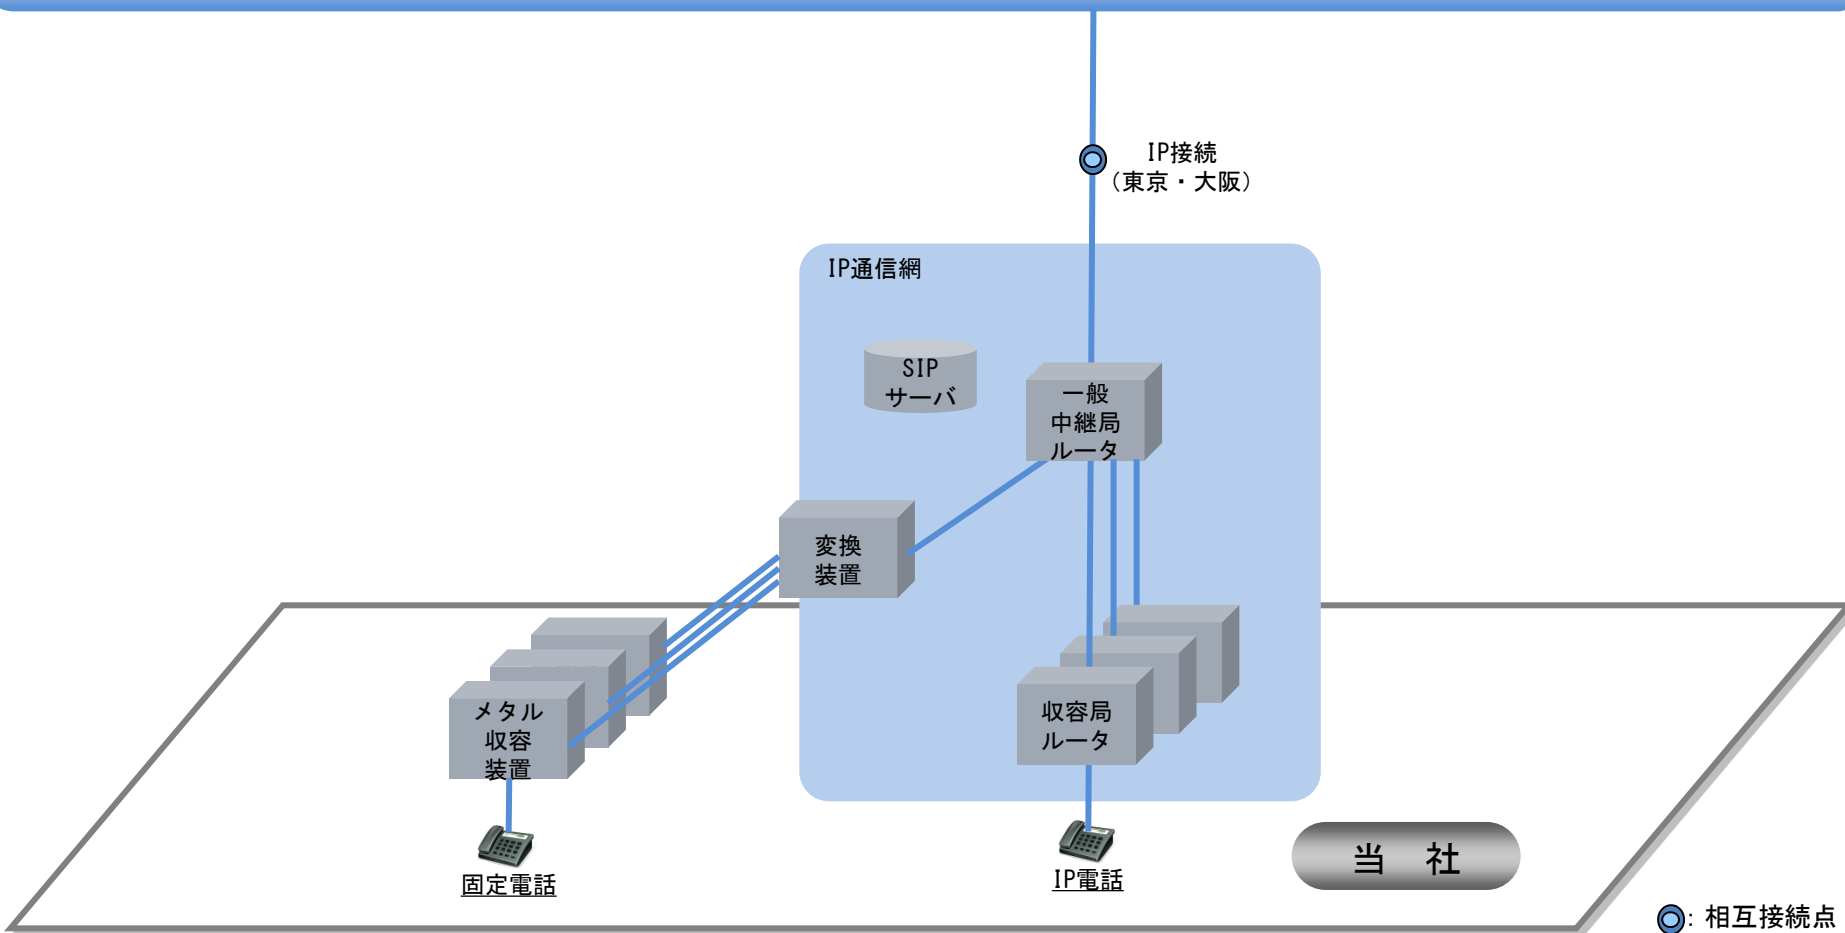 IP接続
（東京・大阪）
IP通信網
SIP
サーバ
一般
中継局
ルータ
変換
装置
メタル
収容
装置
収容局
ルータ
固定電話
IP電話
当　社
：相互接続点